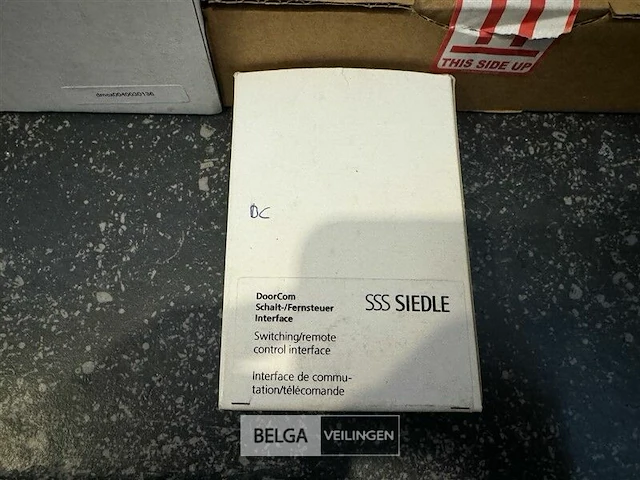 THIS SIDE UP
DC
DoorCom
Schalt-/Fernsteuer
Interface
SSS SIEDLE
Switching/remote
control interface
Interface de commu-
tation/télécomande
BELGA VEILINGEN